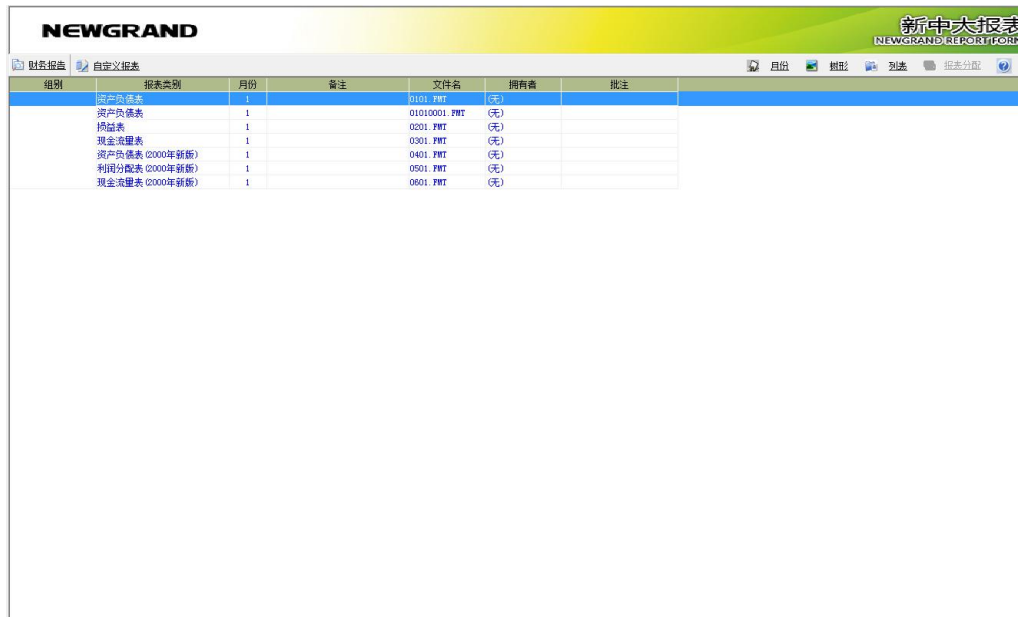 NEWGRAND
新中大报表
NEWGRAND REPORT FORM
财务报告 自定义报表 月份 树形 列表 报表分配
组别 报表类别 月份 备注 文件名 拥有者 批注
资产负债表 1 0101.FMT (无)
资产负债表 1 01010001.FMT (无)
损益表 1 0201.FMT (无)
现金流量表 1 0301.FMT (无)
资产负债表(2000年新版) 1 0401.FMT (无)
利润分配表(2000年新版) 1 0501.FMT (无)
现金流量表(2000年新版) 1 0601.FMT (无)